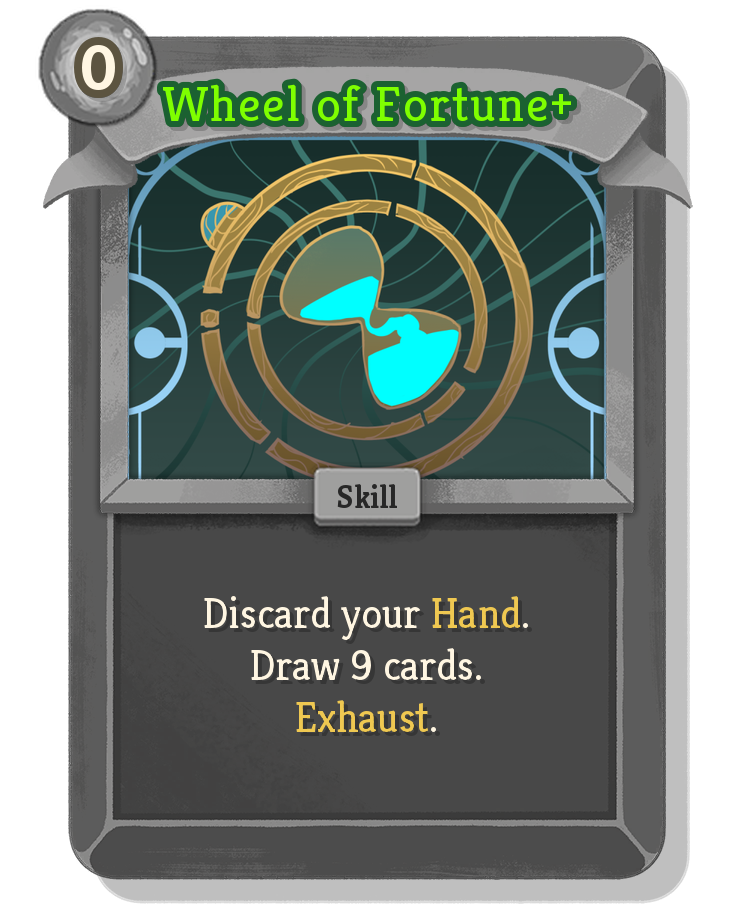 0
Wheel of Fortune+
Skill
Discard your Hand.
Draw 9 cards.
Exhaust.